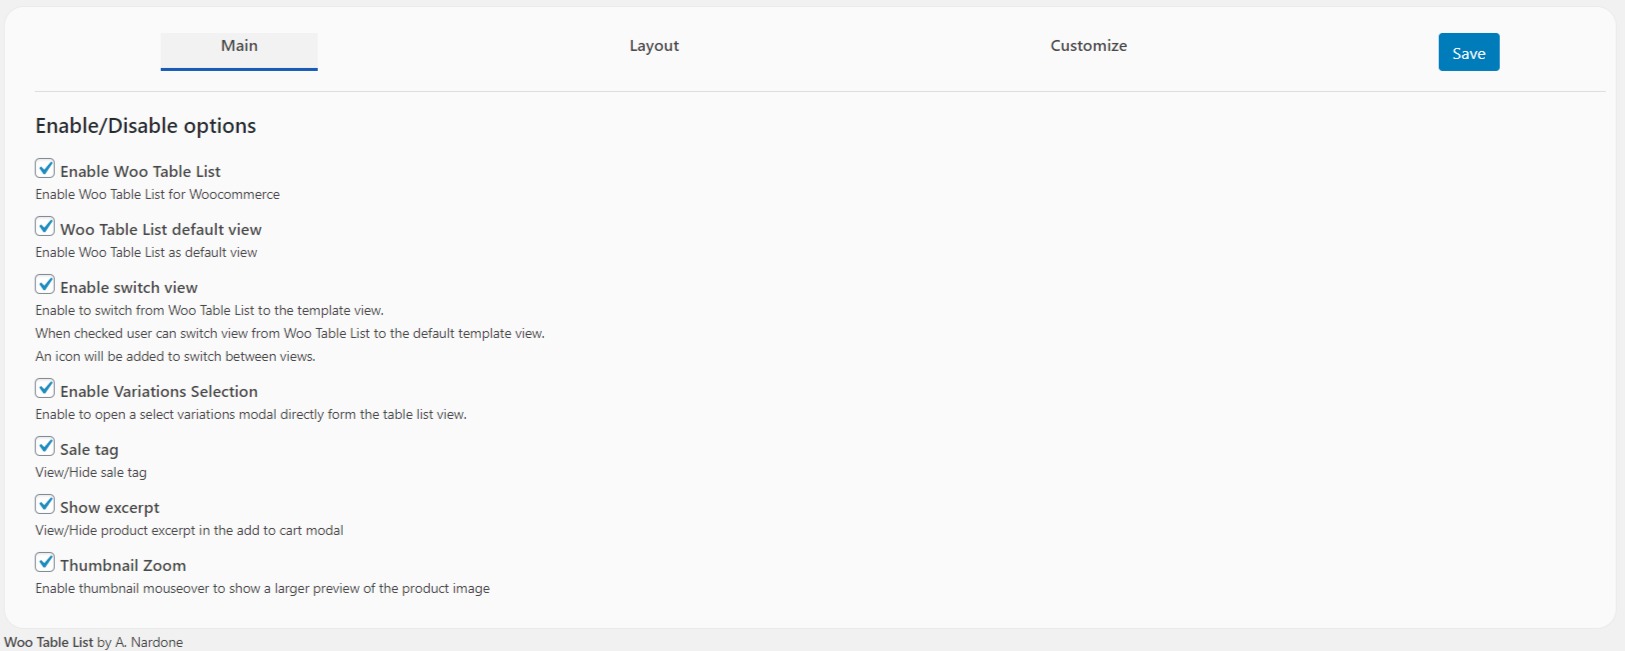 Main Layout Customize Save
Enable/Disable options
Enable Woo Table List
Enable Woo Table List for Woocommerce
Woo Table List default view
Enable Woo Table List as default view
Enable switch view
Enable to switch from Woo Table List to the template view.
When checked user can switch view from Woo Table List to the default template view.
An icon will be added to switch between views.
Enable Variations Selection
Enable to open a select variations modal directly form the table list view.
Sale tag
View/Hide sale tag
Show excerpt
View/Hide product excerpt in the add to cart modal
Thumbnail Zoom
Enable thumbnail mouseover to show a larger preview of the product image
Woo Table List by A. Nardone